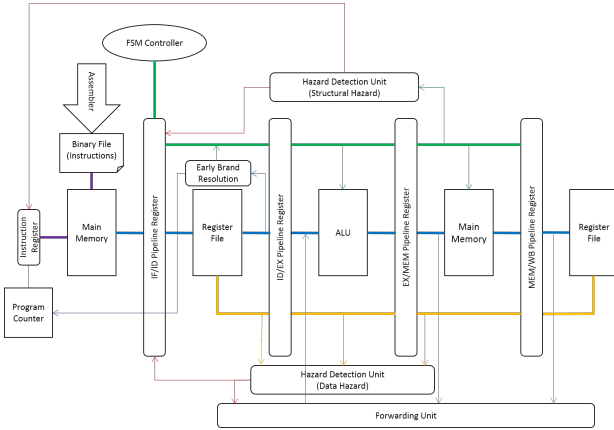 FSM Controller
Assembler
Hazard Detection Unit
(Structural Hazard)
Binary File
(Instructions)
Early Brand
Resolution
Instruction
Register
Main
Memory
IF/ID Pipeline Register
Register
File
ID/EX Pipeline Register
ALU
EX/MEM Pipeline Register
Main
Memory
MEM/WB Pipeline Register
Register
File
Program
Counter
Hazard Detection Unit
(Data Hazard)
Forwarding Unit